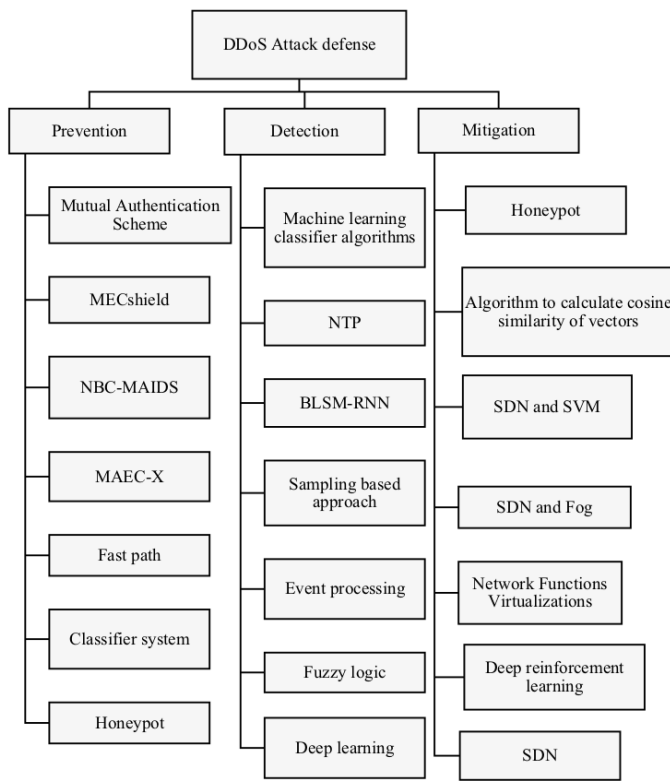 DDoS Attack defense
Prevention
Detection
Mitigation
Mutual Authentication
Scheme
MECshield
NBC-MAIDS
MAEC-X
Fast path
Classifier system
Honeypot
Machine learning
classifier algorithms
NTP
BLSM-RNN
Sampling based
approach
Event processing
Fuzzy logic
Deep learning
Honeypot
Algorithm to calculate cosine
similarity of vectors
SDN and SVM
SDN and Fog
Network Functions
Virtualizations
Deep reinforcement
learning
SDN